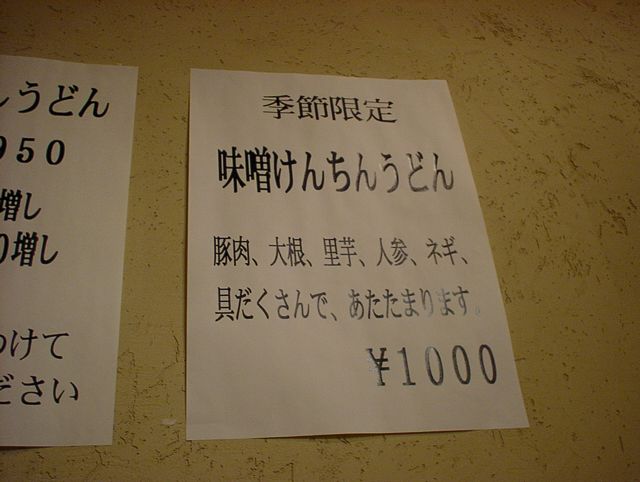 うどん
950
増し
増し
つけて
ださい
季節限定
味噌けんちんうどん
豚肉、大根、里芋、人参、ネギ、
具だくさんで、あたたまります。
¥1000